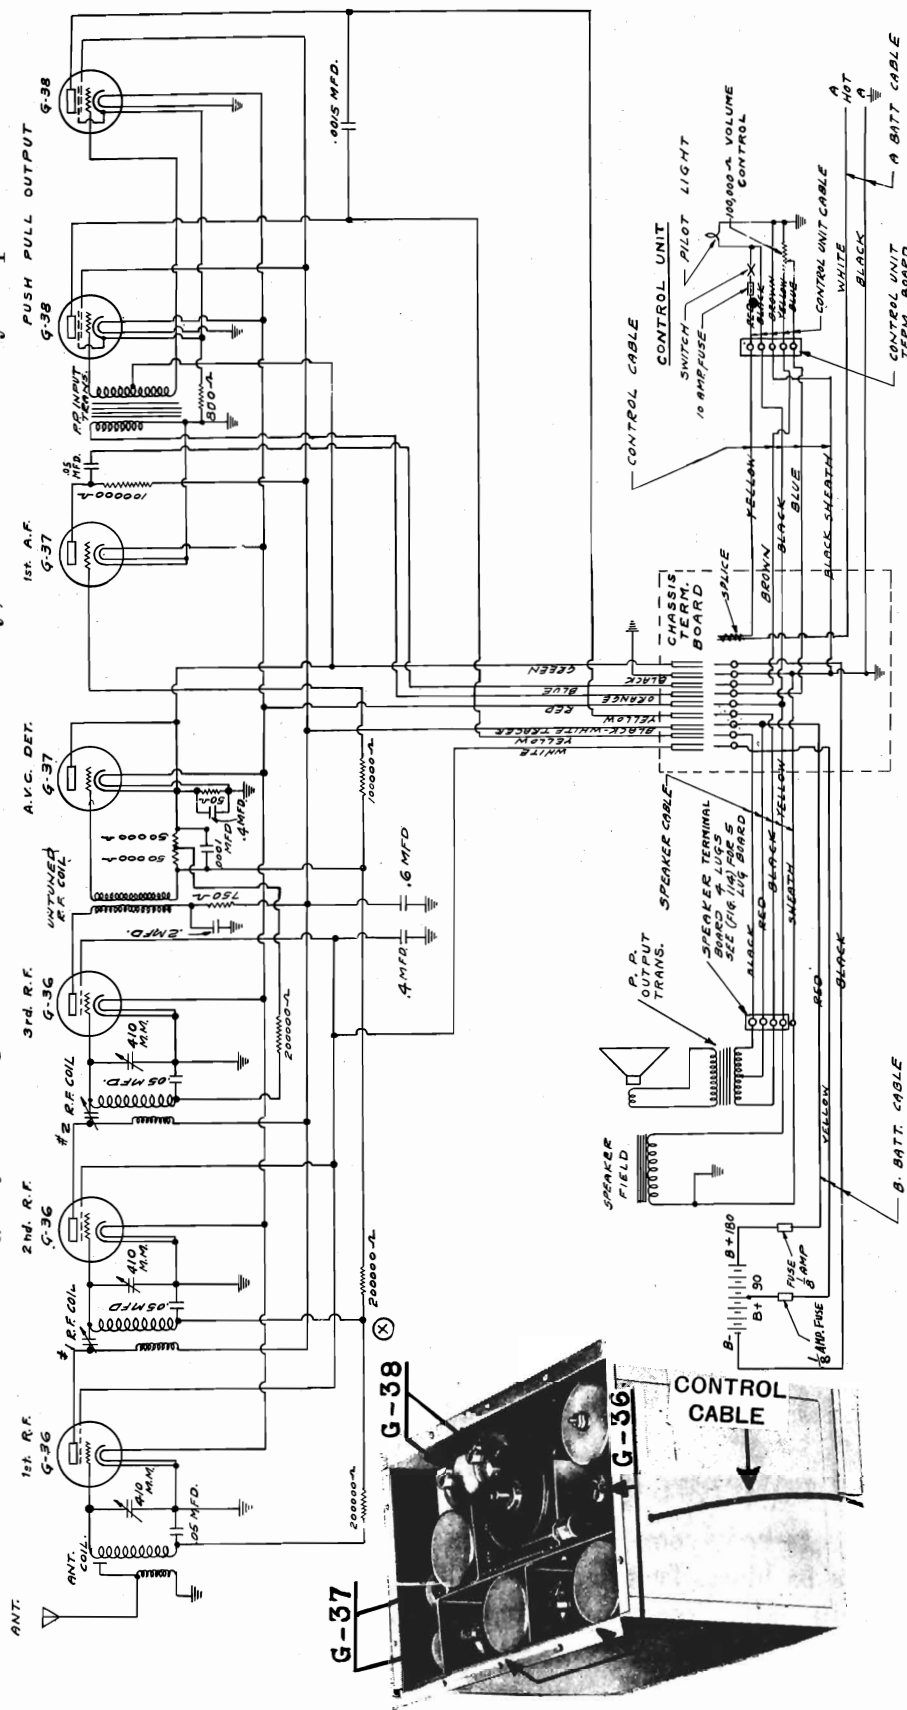 ANT.
ANT.
COIL.
1st. R.F.
G-36
410
M.M.
.05 MFD.
#1 R.F. COIL
2nd. R.F.
G-36
410
M.M.
.05 MFD
#2 R.F. COIL
3rd. R.F.
G-36
410
M.M.
.05 MFD.
UNTUNED
R.F. COIL
A.V.C. DET.
G-37
1st. A.F.
G-37
.05
MFD.
100000 Ω
P.P. INPUT
TRANS.
PUSH PULL OUTPUT
G-38
G-38
800 Ω
.0015 MFD.
200000 Ω
200000 Ω
X
200000 Ω
.2 MFD.
750 Ω
50000 Ω
50000 Ω
.0001
MFD
50 Ω
.4 MFD.
.4 MFD.
.6 MFD
100000 Ω
WHITE
YELLOW
BLACK-WHITE TRACER
YELLOW
RED
ORANGE
BLUE
BLACK
GREEN
CHASSIS
TERM.
BOARD
SPLICE
CONTROL CABLE
YELLOW
BROWN
BLACK
BLUE
BLACK SHEATH
CONTROL UNIT
SWITCH
10 AMP. FUSE
PILOT LIGHT
100,000 Ω VOLUME
CONTROL
RED
BLACK
BROWN
YELLOW
BLUE
CONTROL UNIT CABLE
CONTROL UNIT
TERM. BOARD
WHITE
BLACK
A
HOT
A
A BATT CABLE
SPEAKER CABLE
SPEAKER TERMINAL
BOARD 4 LUGS
SEE (FIG. 11A) FOR 5
LUG BOARD
BLACK
RED
BLACK
YELLOW
SHEATH
P. P.
OUTPUT
TRANS.
SPEAKER
FIELD
RED
YELLOW
BLACK
B. BATT. CABLE
B-
B+ 90
B+180
FUSE
1/8 AMP
1/8 AMP. FUSE
G-37
G-38
G-36
CONTROL
CABLE